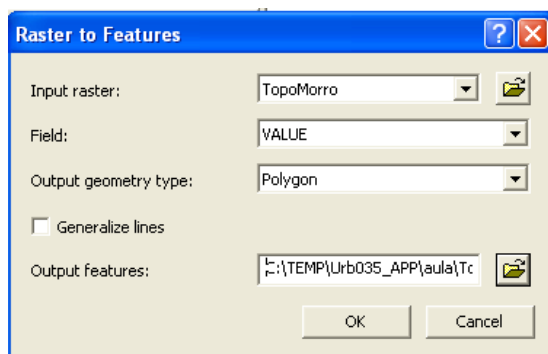 Raster to Features
Input raster: TopoMorro
Field: VALUE
Output geometry type: Polygon
Generalize lines
Output features: :\TEMP\Urb035_APP\aula\To
OK Cancel